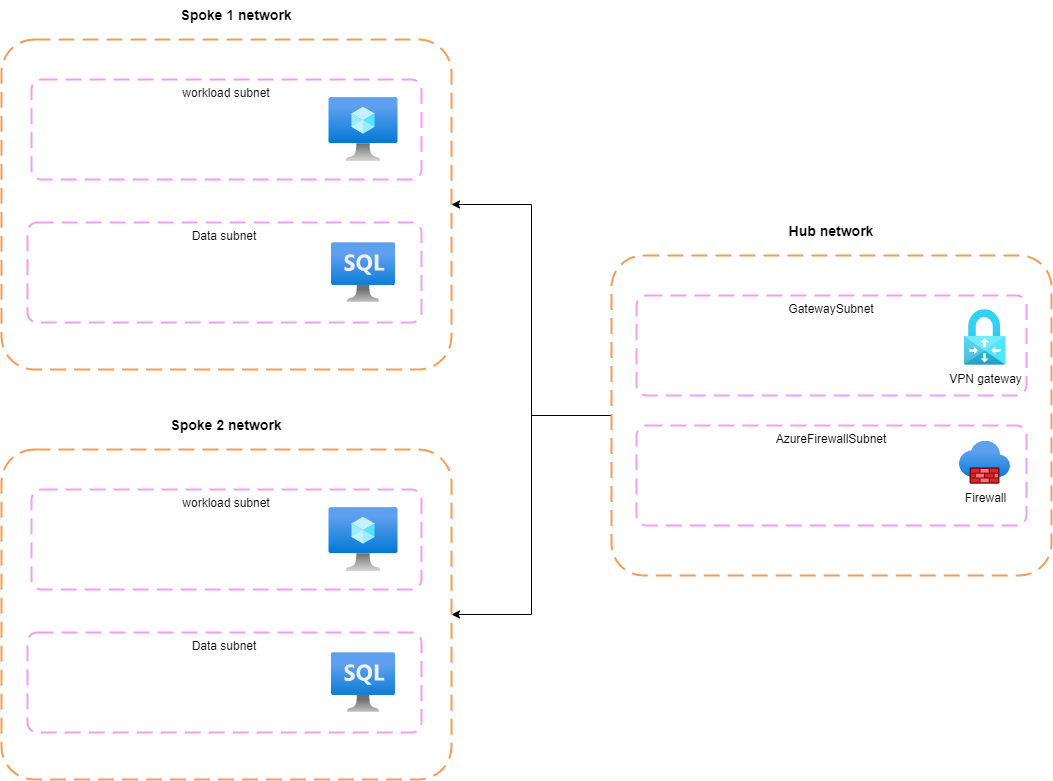 Spoke 1 network
workload subnet
Data subnet
SQL
Hub network
GatewaySubnet
VPN gateway
AzureFirewallSubnet
Firewall
Spoke 2 network
workload subnet
Data subnet
SQL